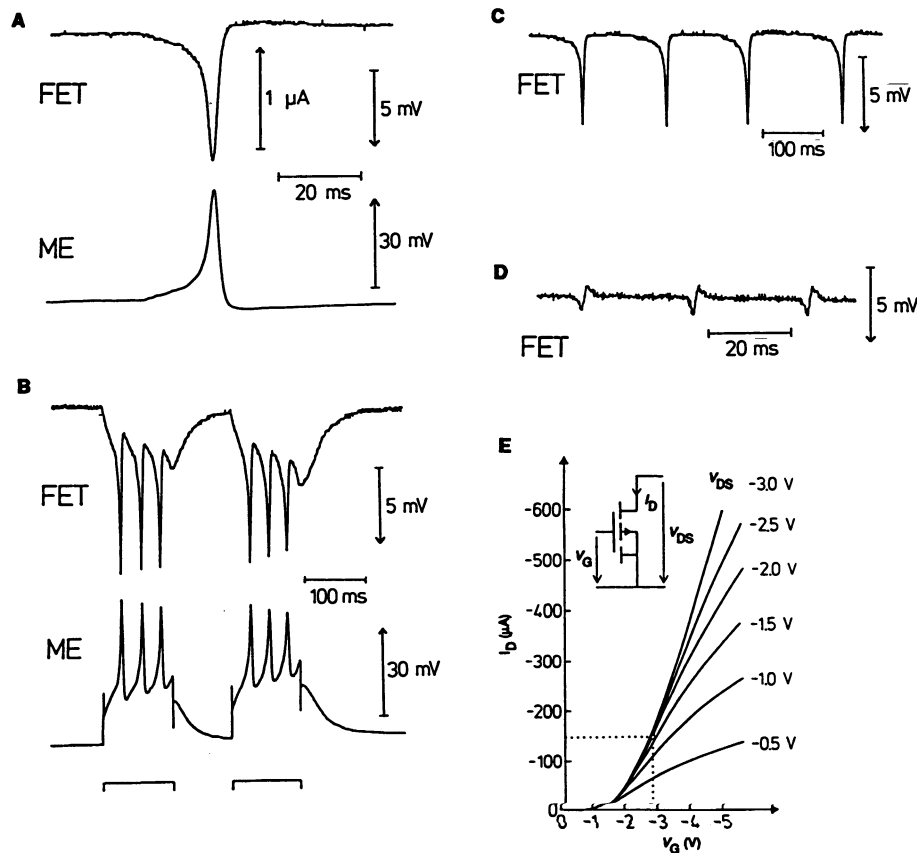 A
FET
1 μA
5 mV
20 ms
ME
30 mV
B
FET
5 mV
100 ms
ME
30 mV
C
FET
5 mV
100 ms
D
FET
5 mV
20 ms
E
I_D (μA)
-600
-500
-400
-300
-200
-100
0
0 -1 -2 -3 -4 -5
V_G (V)
V_G
I_D
V_DS
V_DS -3.0 V
-2.5 V
-2.0 V
-1.5 V
-1.0 V
-0.5 V